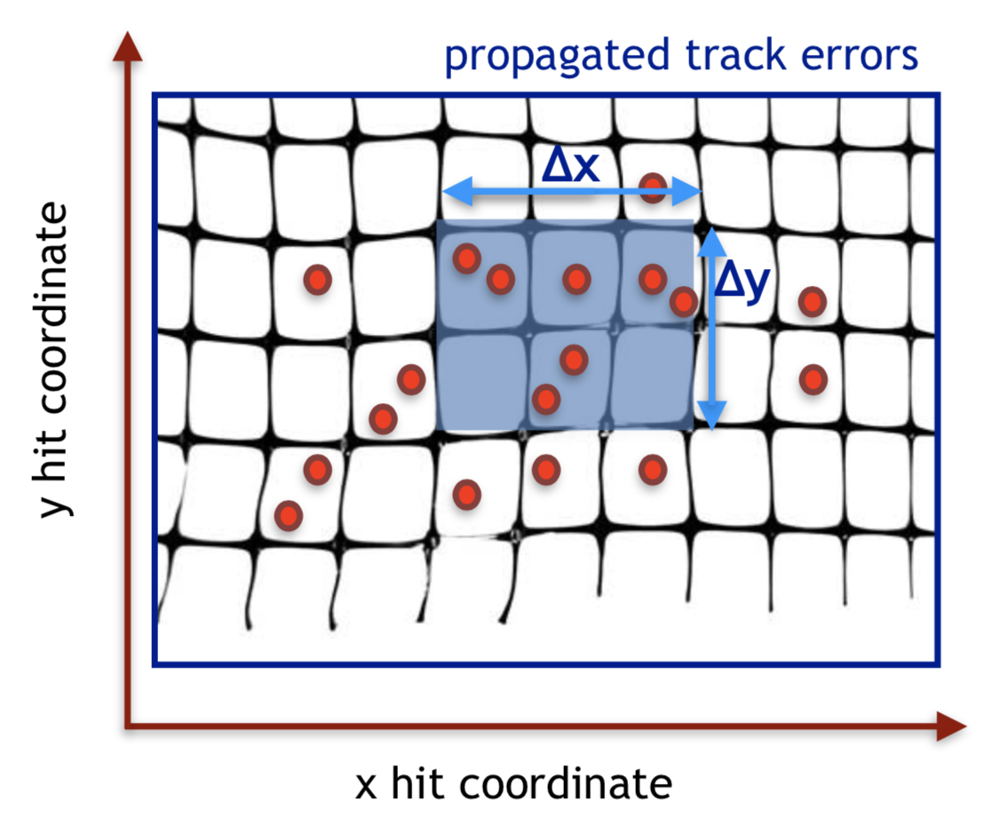 propagated track errors
Δx
Δy
y hit coordinate
x hit coordinate